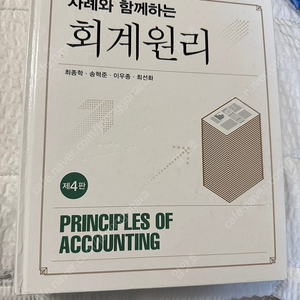 사례와 함께하는
회계원리
최종학 · 송혁준 · 이우종 · 최선화
제4판
PRINCIPLES OF
ACCOUNTING